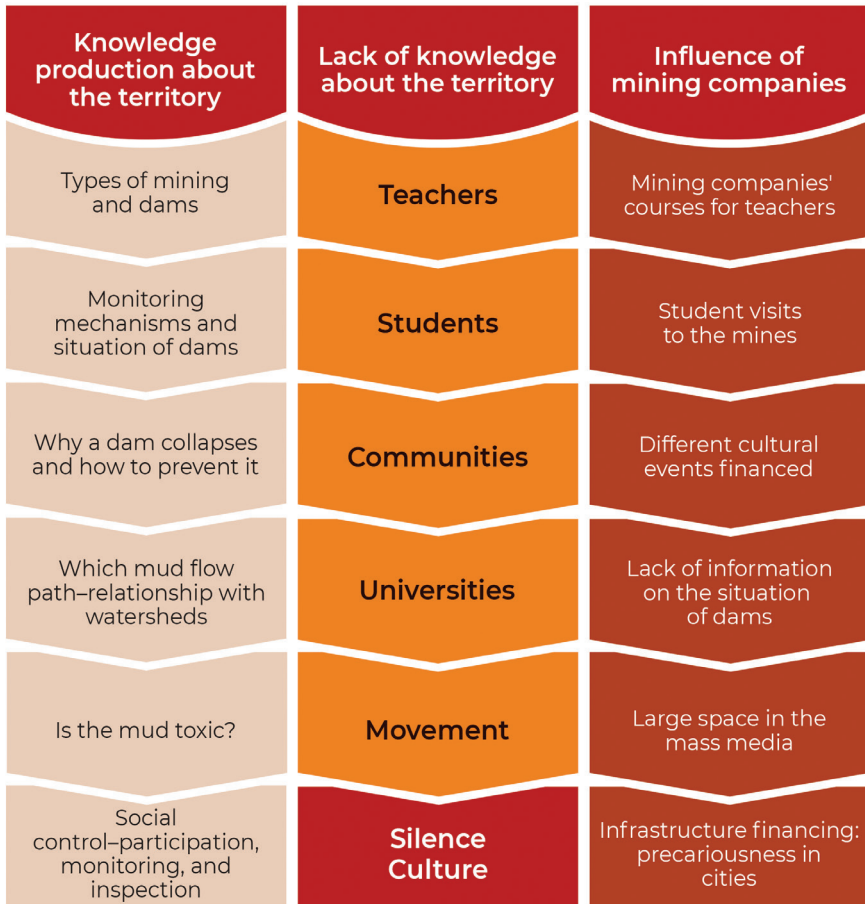 Knowledge
production about
the territory
Lack of knowledge
about the territory
Influence of
mining companies
Types of mining
and dams
Teachers
Mining companies'
courses for teachers
Monitoring
mechanisms and
situation of dams
Students
Student visits
to the mines
Why a dam collapses
and how to prevent it
Communities
Different cultural
events financed
Which mud flow
path–relationship with
watersheds
Universities
Lack of information
on the situation
of dams
Is the mud toxic?
Movement
Large space in the
mass media
Social
control–participation,
monitoring, and
inspection
Silence
Culture
Infrastructure financing:
precariousness in
cities